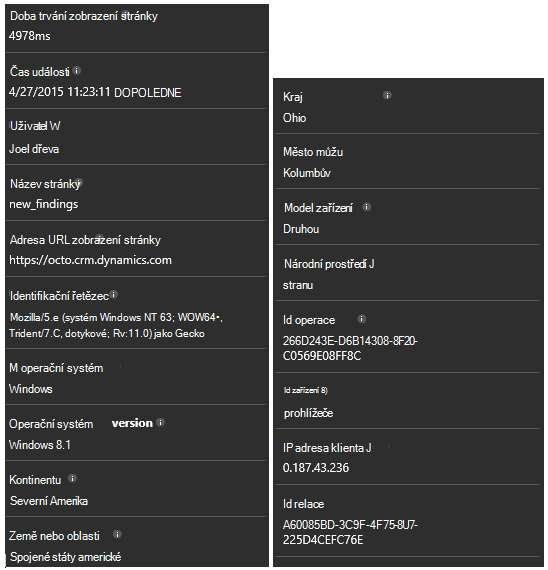 Doba trvání zobrazení stránky
4978ms
Čas události
4/27/2015 11:23:11 DOPOLEDNE
Uživatel W
Joel dřeva
Název stránky
new_findings
Adresa URL zobrazení stránky
https://octo.crm.dynamics.com
Identifikační řetězec
Mozilla/5.e (systém Windows NT 63; WOW64•,
Trident/7.C, dotykové; Rv:11.0) jako Gecko
M operační systém
Windows
Operační systém version
Windows 8.1
Kontinentu
Severní Amerika
Země nebo oblasti
Spojené státy americké
Kraj
Ohio
Město můžu
Kolumbův
Model zařízení
Druhou
Národní prostředí J
stranu
Id operace
266D243E-D6B14308-8F20-
C0569E08FF8C
Id zařízení 8)
prohlížeče
IP adresa klienta J
0.187.43.236
Id relace
A60085BD-3C9F-4F75-8U7-
225D4CEFC76E